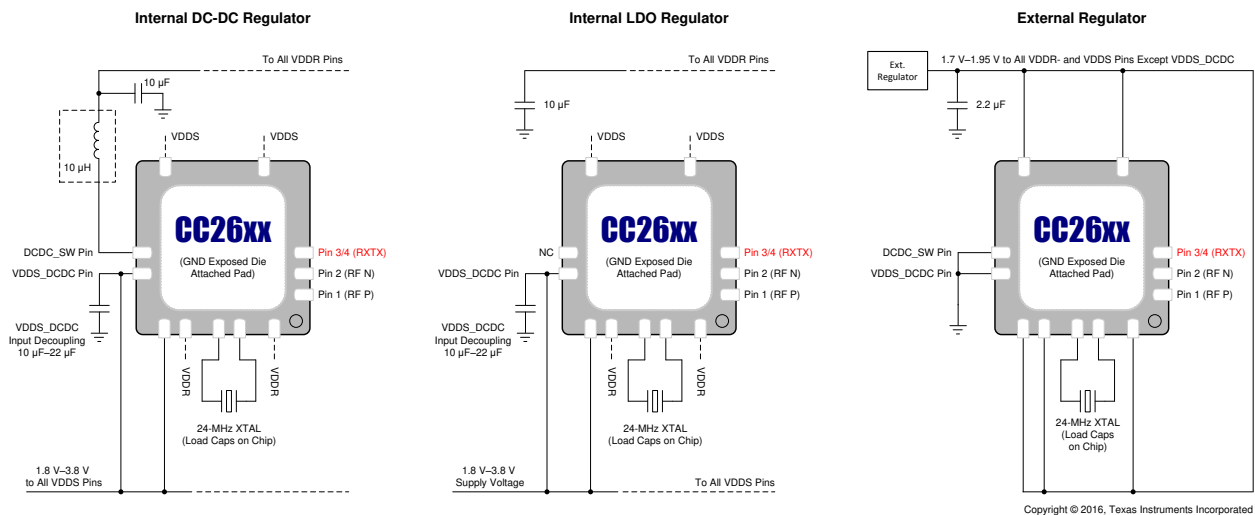 Internal DC-DC Regulator
To All VDDR Pins
10 µF
10 µH
VDDS
VDDS
CC26xx
(GND Exposed Die
Attached Pad)
DCDC_SW Pin
VDDS_DCDC Pin
Pin 3/4 (RXTX)
Pin 2 (RF N)
Pin 1 (RF P)
VDDS_DCDC
Input Decoupling
10 µF–22 µF
VDDR
VDDR
24-MHz XTAL
(Load Caps on Chip)
1.8 V–3.8 V
to All VDDS Pins
Internal LDO Regulator
To All VDDR Pins
10 µF
VDDS
VDDS
CC26xx
(GND Exposed Die
Attached Pad)
NC
VDDS_DCDC Pin
Pin 3/4 (RXTX)
Pin 2 (RF N)
Pin 1 (RF P)
VDDS_DCDC
Input Decoupling
10 µF–22 µF
VDDR
VDDR
24-MHz XTAL
(Load Caps on Chip)
1.8 V–3.8 V
Supply Voltage
To All VDDS Pins
External Regulator
Ext.
Regulator
1.7 V–1.95 V to All VDDR- and VDDS Pins Except VDDS_DCDC
2.2 µF
CC26xx
(GND Exposed Die
Attached Pad)
DCDC_SW Pin
VDDS_DCDC Pin
Pin 3/4 (RXTX)
Pin 2 (RF N)
Pin 1 (RF P)
24-MHz XTAL
(Load Caps
on Chip)
Copyright © 2016, Texas Instruments Incorporated